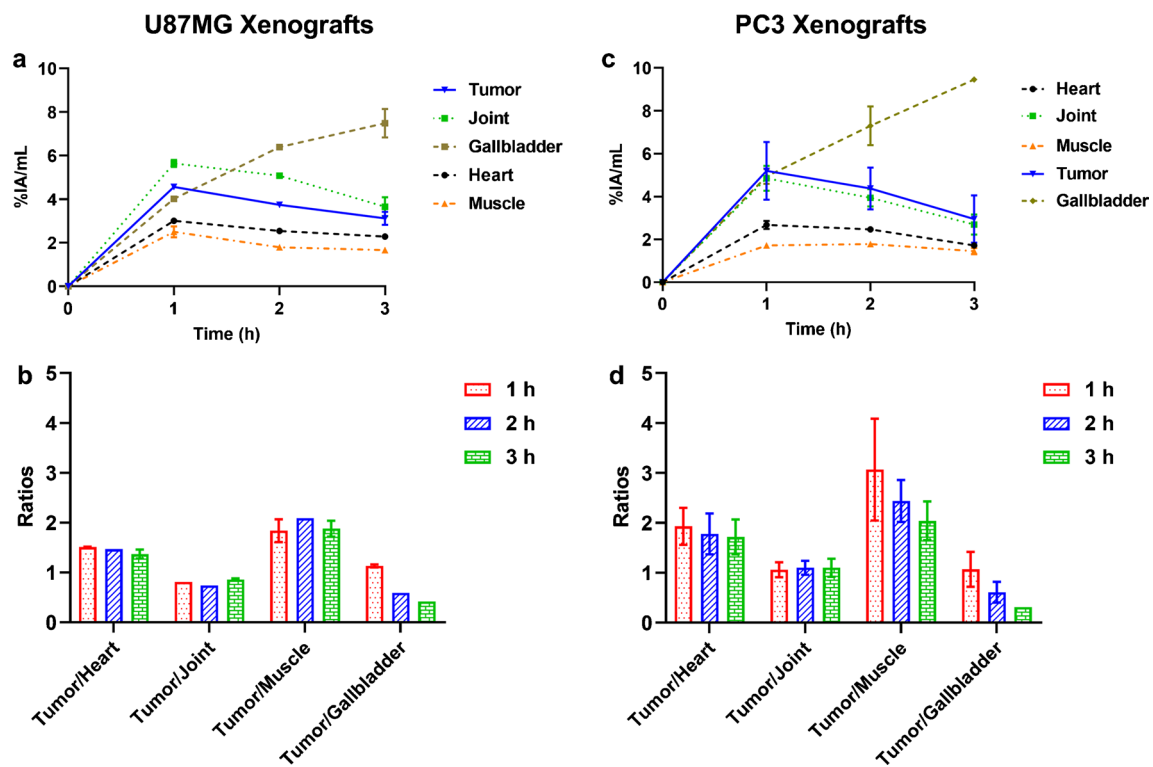 U87MG Xenografts
PC3 Xenografts
a
10
8
6
4
2
0
%IA/mL
0 1 2 3
Time (h)
Tumor
Joint
Gallbladder
Heart
Muscle
c
10
8
6
4
2
0
%IA/mL
0 1 2 3
Time (h)
Heart
Joint
Muscle
Tumor
Gallbladder
b
5
4
3
2
1
0
Ratios
Tumor/Heart
Tumor/Joint
Tumor/Muscle
Tumor/Gallbladder
1 h
2 h
3 h
d
5
4
3
2
1
0
Ratios
Tumor/Heart
Tumor/Joint
Tumor/Muscle
Tumor/Gallbladder
1 h
2 h
3 h